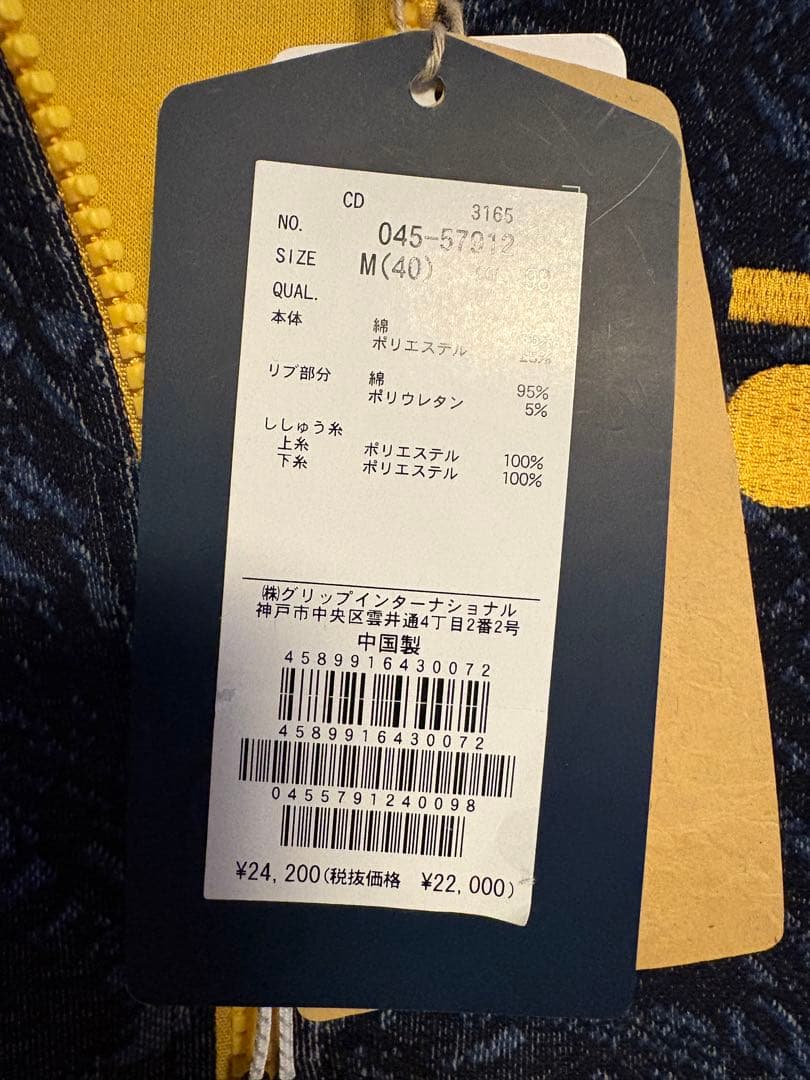 CD 3165
NO. 045-57912
SIZE M(40) 98
QUAL.
本体 綿
ポリエステル 25%
リブ部分 綿 95%
ポリウレタン 5%
ししゅう糸
上糸 ポリエステル 100%
下糸 ポリエステル 100%
㈱グリップインターナショナル
神戸市中央区雲井通4丁目2番2号
中国製
4589916430072
4589916430072
0455791240098
¥24,200(税抜価格 ¥22,000)